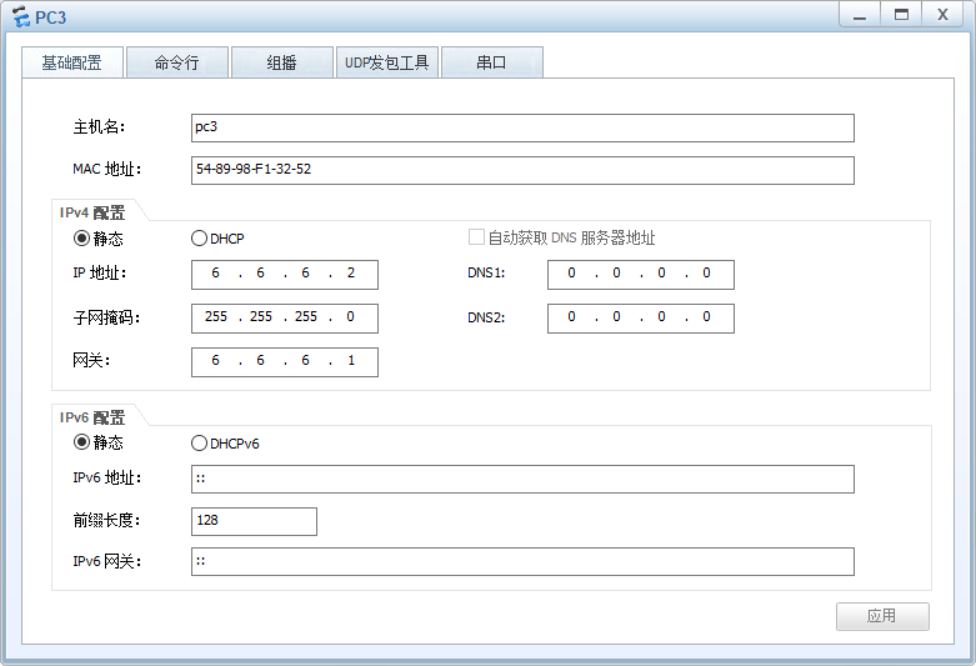 PC3
基础配置 命令行 组播 UDP发包工具 串口
主机名: pc3
MAC 地址: 54-89-98-F1-32-52
IPv4 配置
静态 DHCP 自动获取 DNS 服务器地址
IP 地址: 6 . 6 . 6 . 2 DNS1: 0 . 0 . 0 . 0
子网掩码: 255 . 255 . 255 . 0 DNS2: 0 . 0 . 0 . 0
网关: 6 . 6 . 6 . 1
IPv6 配置
静态 DHCPv6
IPv6 地址: ::
前缀长度: 128
IPv6 网关: ::
应用